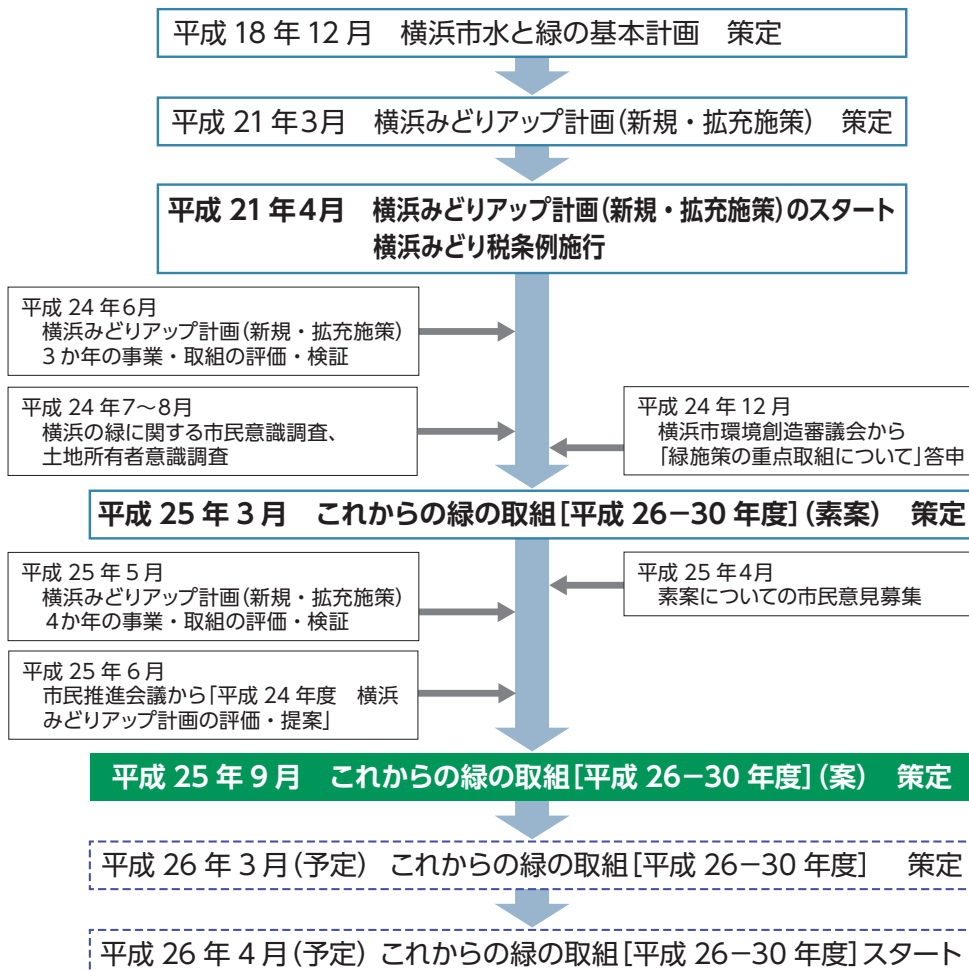 平成 18 年 12 月　横浜市水と緑の基本計画　策定
平成 21 年3月　横浜みどりアップ計画(新規・拡充施策)　策定
平成 21 年4月　横浜みどりアップ計画(新規・拡充施策)のスタート
横浜みどり税条例施行
平成 24 年6月
横浜みどりアップ計画(新規・拡充施策)
3 か年の事業・取組の評価・検証
平成 24 年7～8月
横浜の緑に関する市民意識調査、
土地所有者意識調査
平成 24 年 12 月
横浜市環境創造審議会から
「緑施策の重点取組について」答申
平成 25 年 3 月　これからの緑の取組[平成 26－30 年度](素案)　策定
平成 25 年 5 月
横浜みどりアップ計画(新規・拡充施策)
4か年の事業・取組の評価・検証
平成 25 年4月
素案についての市民意見募集
平成 25 年 6 月
市民推進会議から「平成 24 年度　横浜
みどりアップ計画の評価・提案」
平成 25 年 9 月　これからの緑の取組[平成 26－30 年度](案)　策定
平成 26 年 3 月(予定)　これからの緑の取組[平成 26－30 年度]　策定
平成 26 年 4 月(予定)　これからの緑の取組[平成 26－30 年度]スタート